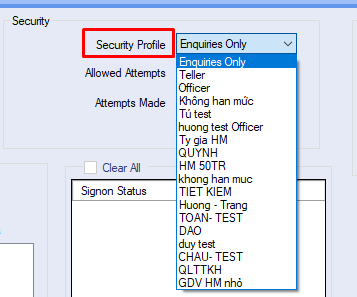 Security
Security Profile
Enquiries Only
Allowed Attempts
Attempts Made
Enquiries Only
Teller
Officer
Không han mức
Tú test
huong test Officer
Ty gia HM
QUYNH
HM 50TR
khong han muc
TIET KIEM
Huong - Trang
TOAN- TEST
DAO
duy test
CHAU- TEST
QLTTKH
GDV HM nhỏ
Clear All
Signon Status